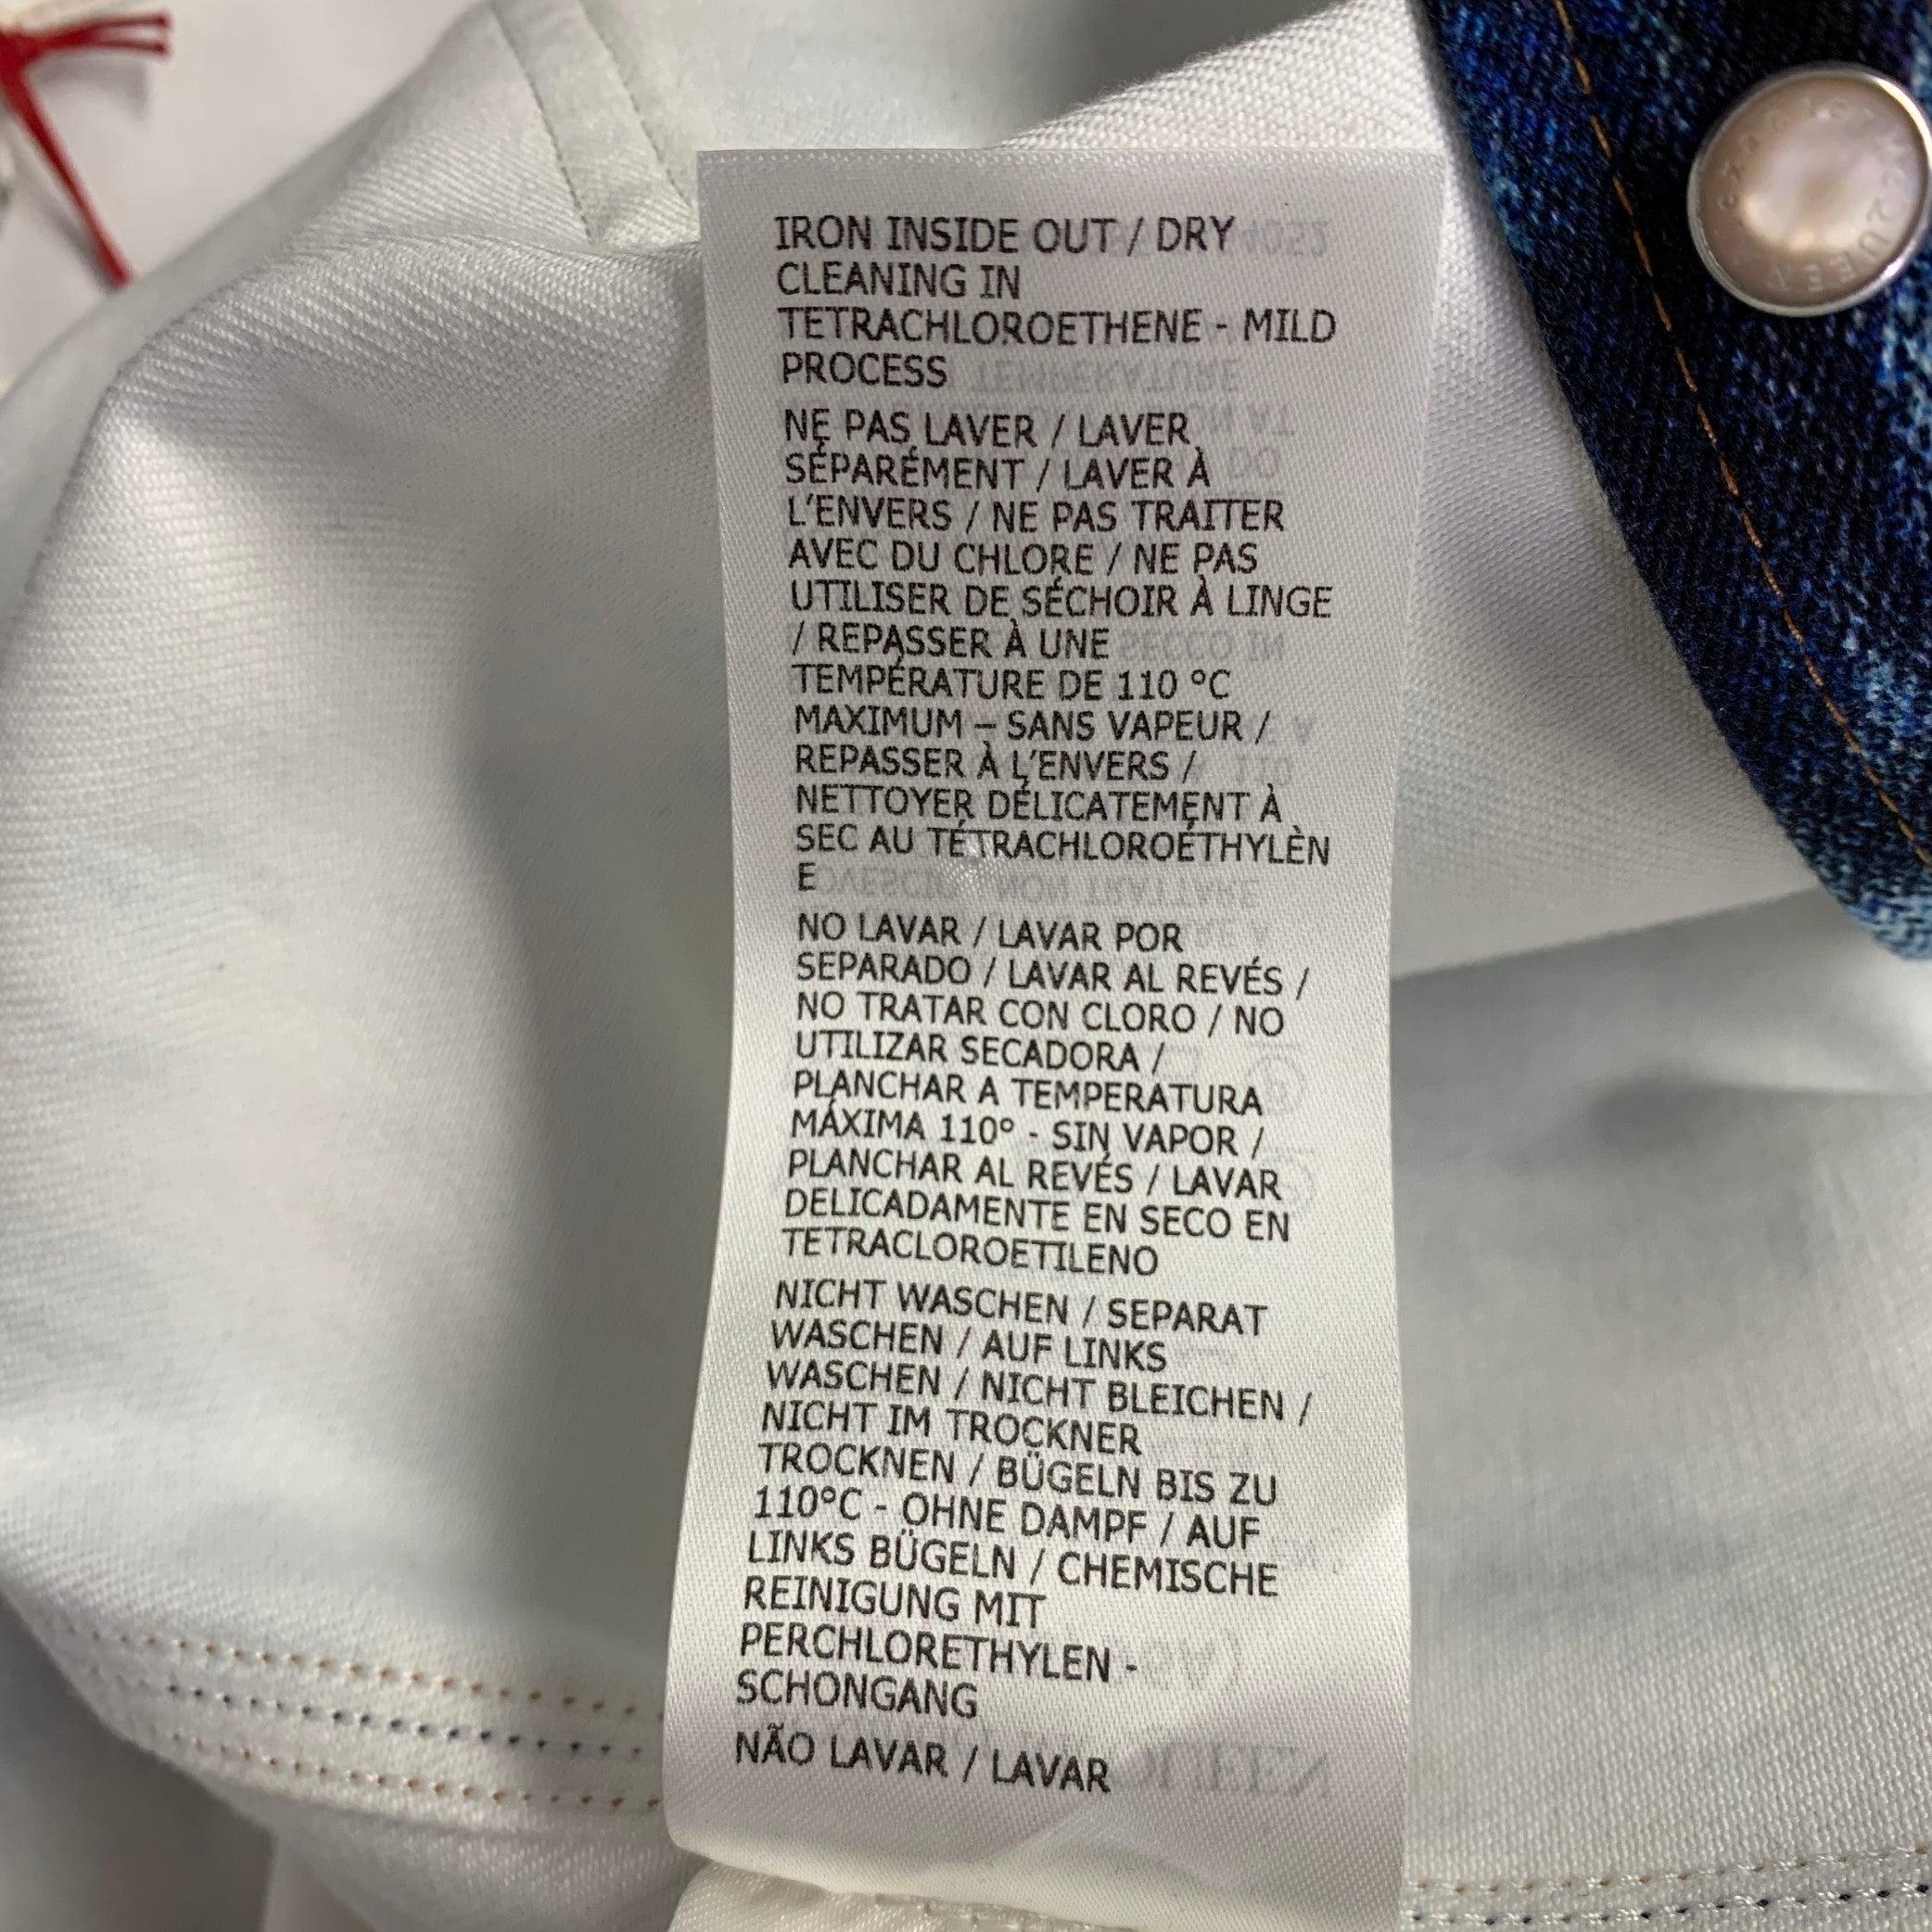 IRON INSIDE OUT / DRY
CLEANING IN
TETRACHLOROETHENE - MILD
PROCESS
NE PAS LAVER / LAVER
SÉPARÉMENT / LAVER À
L'ENVERS / NE PAS TRAITER
AVEC DU CHLORE / NE PAS
UTILISER DE SÉCHOIR À LINGE
/ REPASSER À UNE
TEMPÉRATURE DE 110 °C
MAXIMUM – SANS VAPEUR /
REPASSER À L'ENVERS /
NETTOYER DÉLICATEMENT À
SEC AU TÉTRACHLOROÉTHYLÈN
E
NO LAVAR / LAVAR POR
SEPARADO / LAVAR AL REVÉS /
NO TRATAR CON CLORO / NO
UTILIZAR SECADORA /
PLANCHAR A TEMPERATURA
MÁXIMA 110° - SIN VAPOR /
PLANCHAR AL REVÉS / LAVAR
DELICADAMENTE EN SECO EN
TETRACLOROETILENO
NICHT WASCHEN / SEPARAT
WASCHEN / AUF LINKS
WASCHEN / NICHT BLEICHEN /
NICHT IM TROCKNER
TROCKNEN / BÜGELN BIS ZU
110°C - OHNE DAMPF / AUF
LINKS BÜGELN / CHEMISCHE
REINIGUNG MIT
PERCHLORETHYLEN -
SCHONGANG
NÃO LAVAR / LAVAR